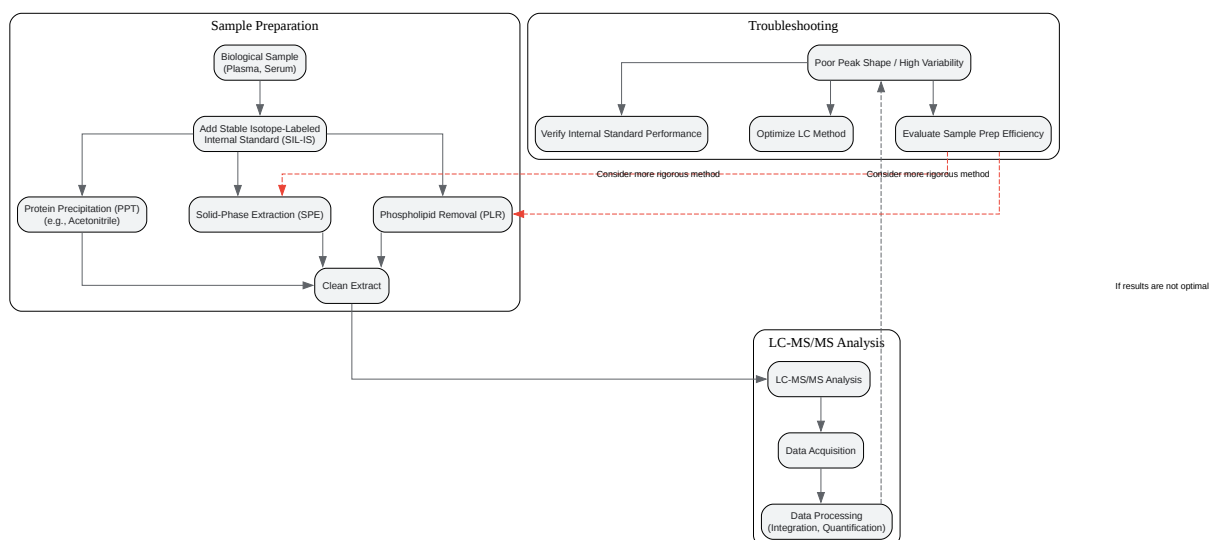 Sample Preparation
Biological Sample
(Plasma, Serum)
Add Stable Isotope-Labeled
Internal Standard (SIL-IS)
Protein Precipitation (PPT)
(e.g., Acetonitrile)
Solid-Phase Extraction (SPE)
Phospholipid Removal (PLR)
Clean Extract
Troubleshooting
Poor Peak Shape / High Variability
Verify Internal Standard Performance
Optimize LC Method
Evaluate Sample Prep Efficiency
Consider more rigorous method
Consider more rigorous method
If results are not optimal
LC-MS/MS Analysis
LC-MS/MS Analysis
Data Acquisition
Data Processing
(Integration, Quantification)